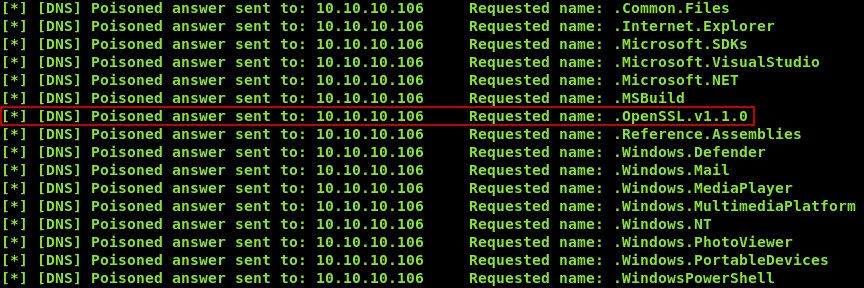 [*] [DNS] Poisoned answer sent to: 10.10.10.106     Requested name: .Common.Files
[*] [DNS] Poisoned answer sent to: 10.10.10.106     Requested name: .Internet.Explorer
[*] [DNS] Poisoned answer sent to: 10.10.10.106     Requested name: .Microsoft.SDKs
[*] [DNS] Poisoned answer sent to: 10.10.10.106     Requested name: .Microsoft.VisualStudio
[*] [DNS] Poisoned answer sent to: 10.10.10.106     Requested name: .Microsoft.NET
[*] [DNS] Poisoned answer sent to: 10.10.10.106     Requested name: .MSBuild
[*] [DNS] Poisoned answer sent to: 10.10.10.106     Requested name: .OpenSSL.v1.1.0
[*] [DNS] Poisoned answer sent to: 10.10.10.106     Requested name: .Reference.Assemblies
[*] [DNS] Poisoned answer sent to: 10.10.10.106     Requested name: .Windows.Defender
[*] [DNS] Poisoned answer sent to: 10.10.10.106     Requested name: .Windows.Mail
[*] [DNS] Poisoned answer sent to: 10.10.10.106     Requested name: .Windows.MediaPlayer
[*] [DNS] Poisoned answer sent to: 10.10.10.106     Requested name: .Windows.MultimediaPlatform
[*] [DNS] Poisoned answer sent to: 10.10.10.106     Requested name: .Windows.NT
[*] [DNS] Poisoned answer sent to: 10.10.10.106     Requested name: .Windows.PhotoViewer
[*] [DNS] Poisoned answer sent to: 10.10.10.106     Requested name: .Windows.PortableDevices
[*] [DNS] Poisoned answer sent to: 10.10.10.106     Requested name: .WindowsPowerShell